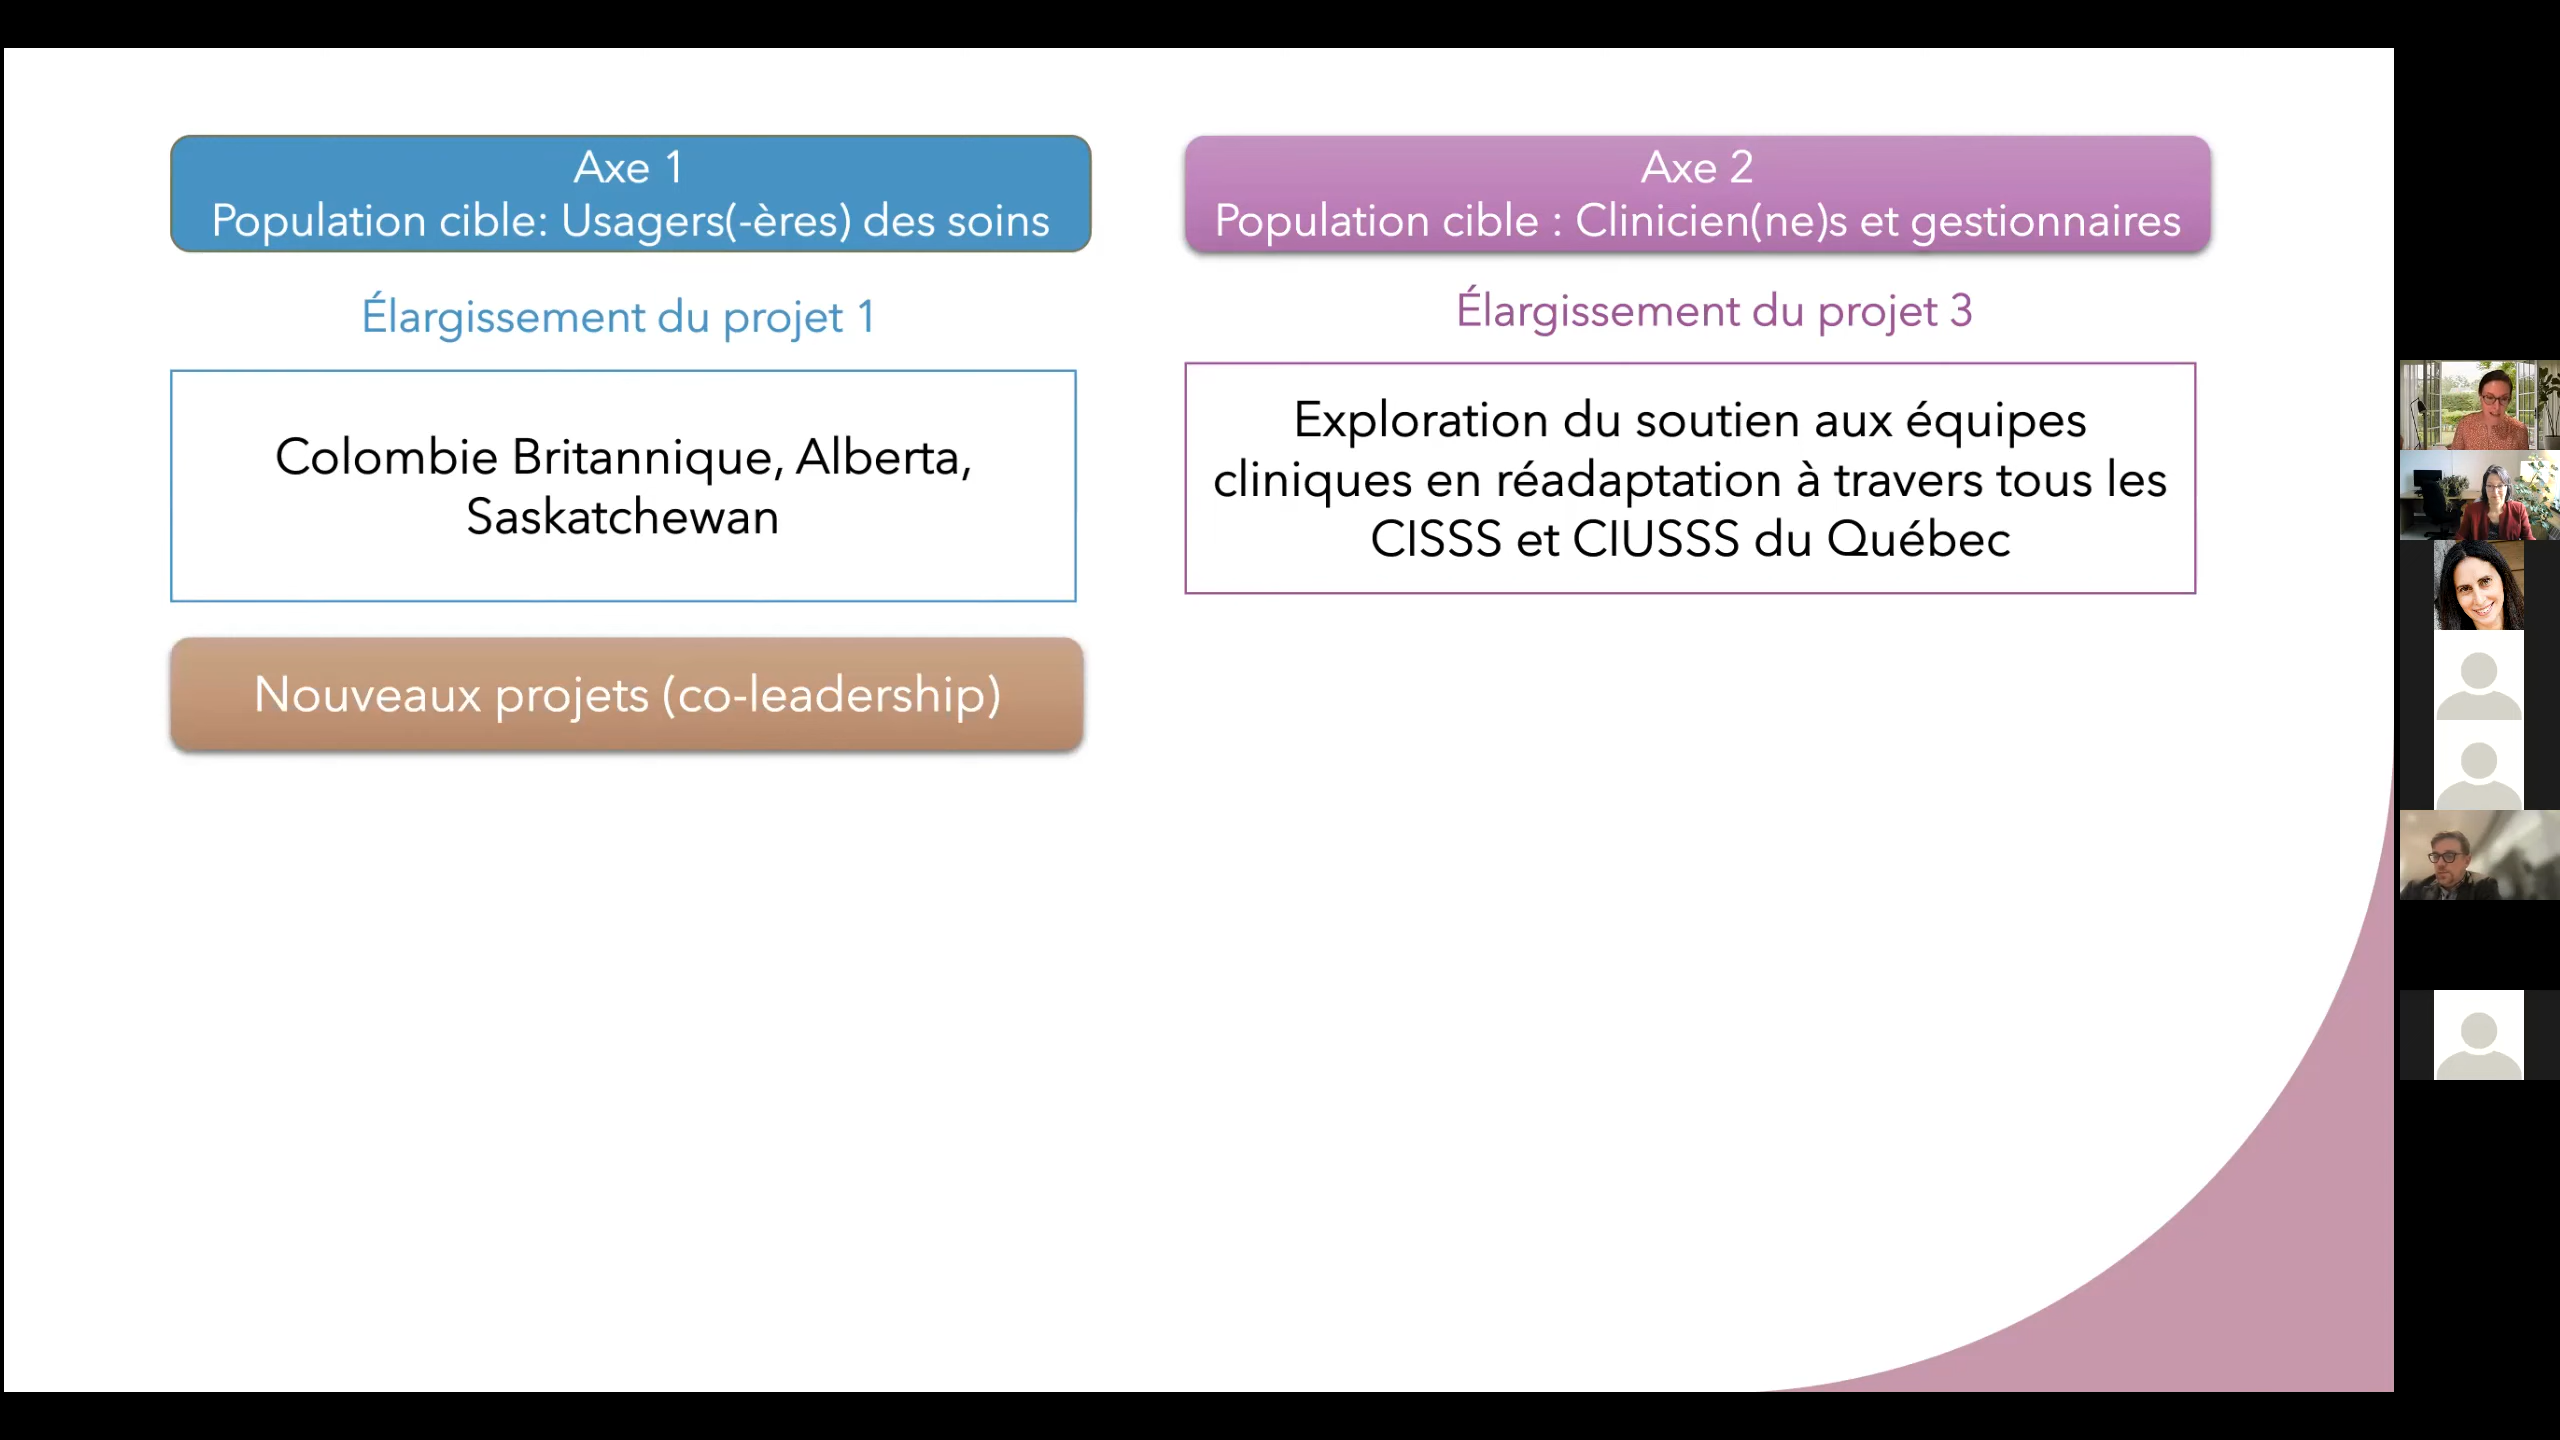 Axe 1
Population cible: Usagers(-ères) des soins
Élargissement du projet 1
Colombie Britannique, Alberta,
Saskatchewan
Nouveaux projets (co-leadership)
Axe 2
Population cible : Clinicien(ne)s et gestionnaires
Élargissement du projet 3
Exploration du soutien aux équipes
cliniques en réadaptation à travers tous les
CISSS et CIUSSS du Québec